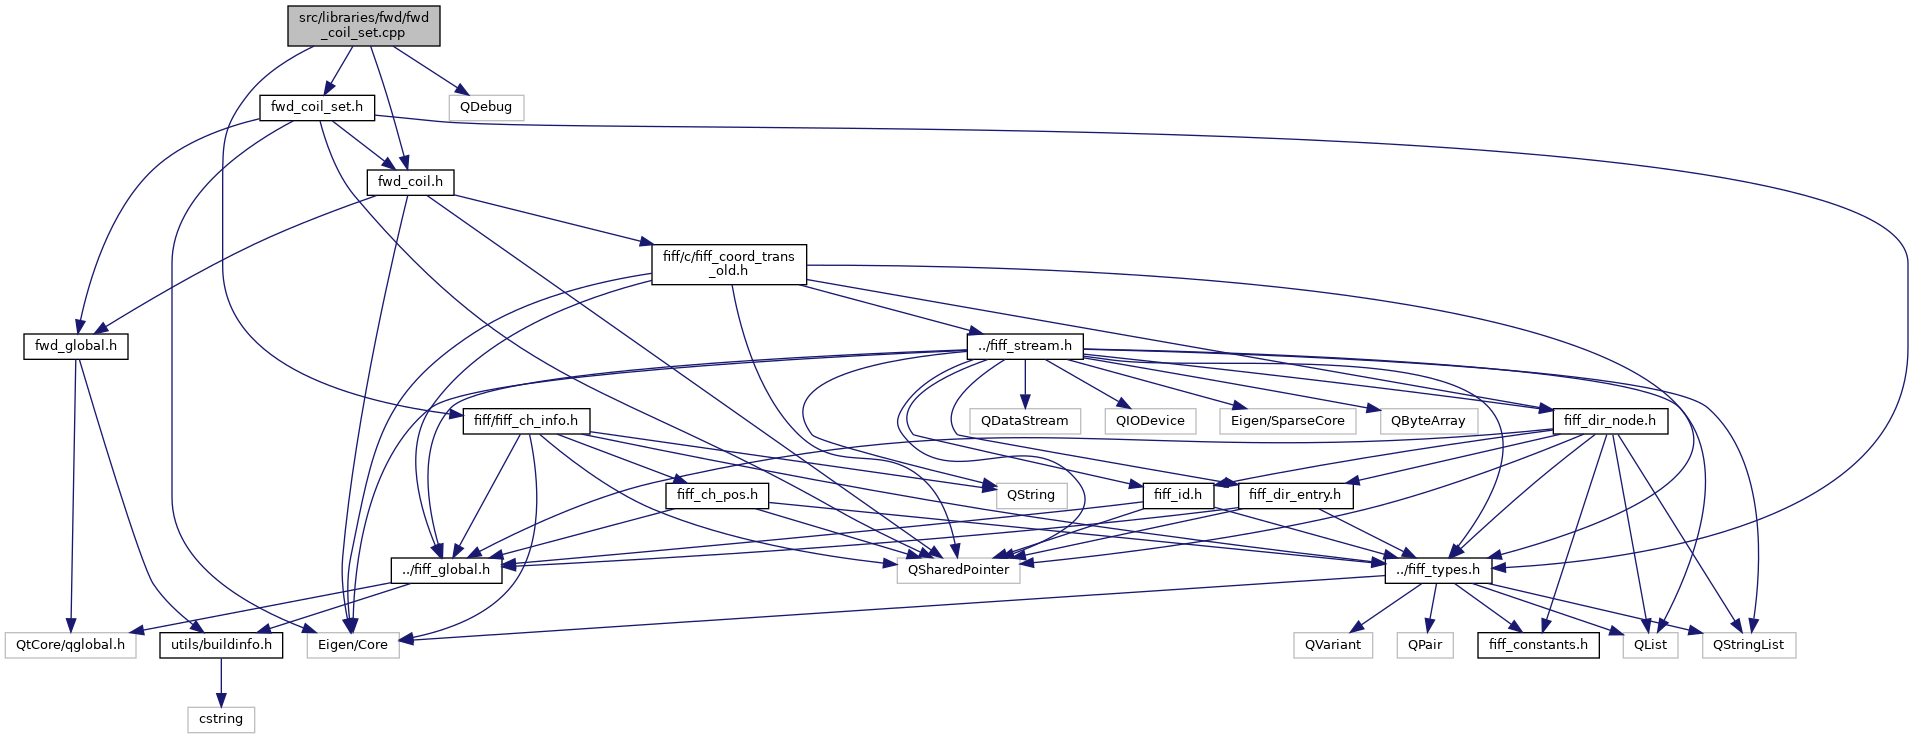 src/libraries/fwd/fwd
_coil_set.cpp
fwd_coil_set.h
QDebug
fwd_coil.h
fiff/c/fiff_coord_trans
_old.h
fwd_global.h
../fiff_stream.h
fiff/fiff_ch_info.h
QDataStream
QIODevice
Eigen/SparseCore
QByteArray
fiff_dir_node.h
fiff_ch_pos.h
QString
fiff_id.h
fiff_dir_entry.h
../fiff_global.h
QSharedPointer
../fiff_types.h
QtCore/qglobal.h
utils/buildinfo.h
Eigen/Core
QVariant
QPair
fiff_constants.h
QList
QStringList
cstring